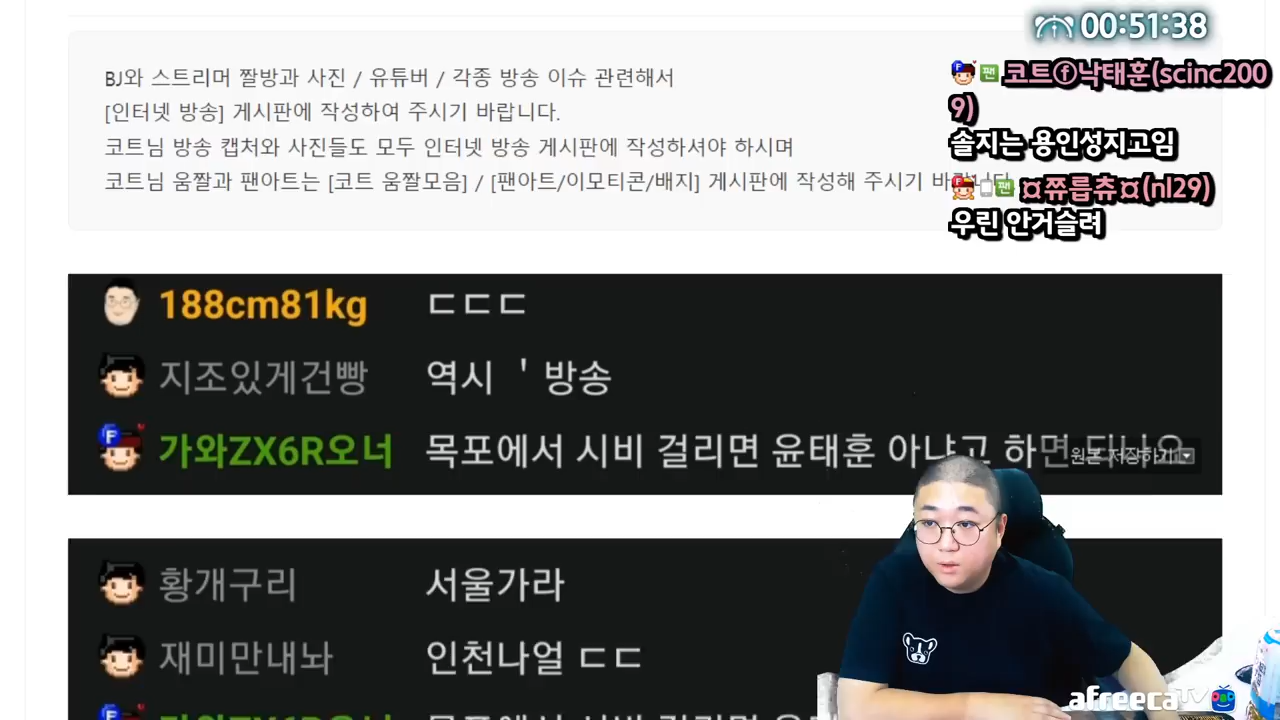 00:51:38
BJ와 스트리머 짤방과 사진 / 유튜버 / 각종 방송 이슈 관련해서
[인터넷 방송] 게시판에 작성하여 주시기 바랍니다.
코트님 방송 캡처와 사진들도 모두 인터넷 방송 게시판에 작성하셔야 하시며
코트님 움짤과 팬아트는 [코트 움짤모음] / [팬아트/이모티콘/배지] 게시판에 작성해 주시기
F 팬 코트ⓕ낙태훈(scinc200
9)
솔지는 용인성지고임
팬 ¤쮸릅츄¤(nl29)
우린 안거슬려
188cm81kg ㄷㄷㄷ
지조있게건빵 역시 ' 방송
F 가와ZX6R오너 목포에서 시비 걸리면 윤태훈 아냐고 하면
원본 저장하기
황개구리 서울가라
재미만내놔 인천나얼 ㄷㄷ
afreecaTV